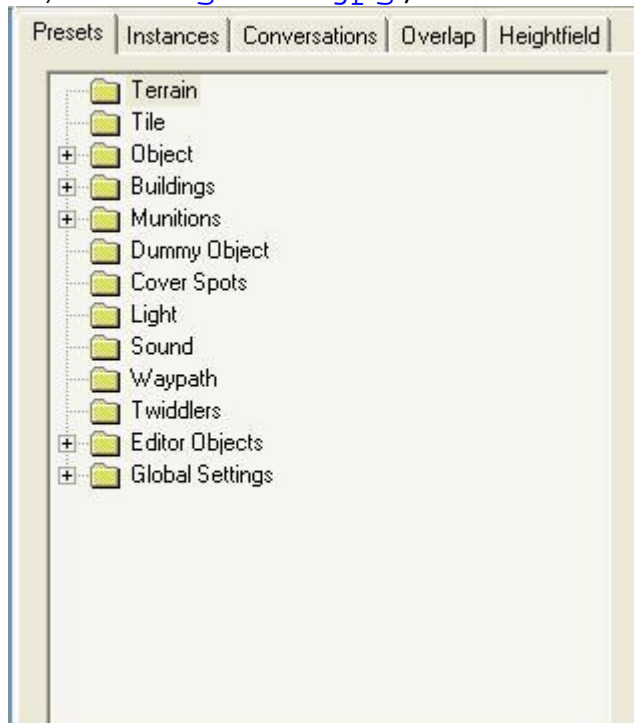 Presets Instances Conversations Overlap Heightfield
Terrain
Tile
Object
Buildings
Munitions
Dummy Object
Cover Spots
Light
Sound
Waypath
Twiddlers
Editor Objects
Global Settings